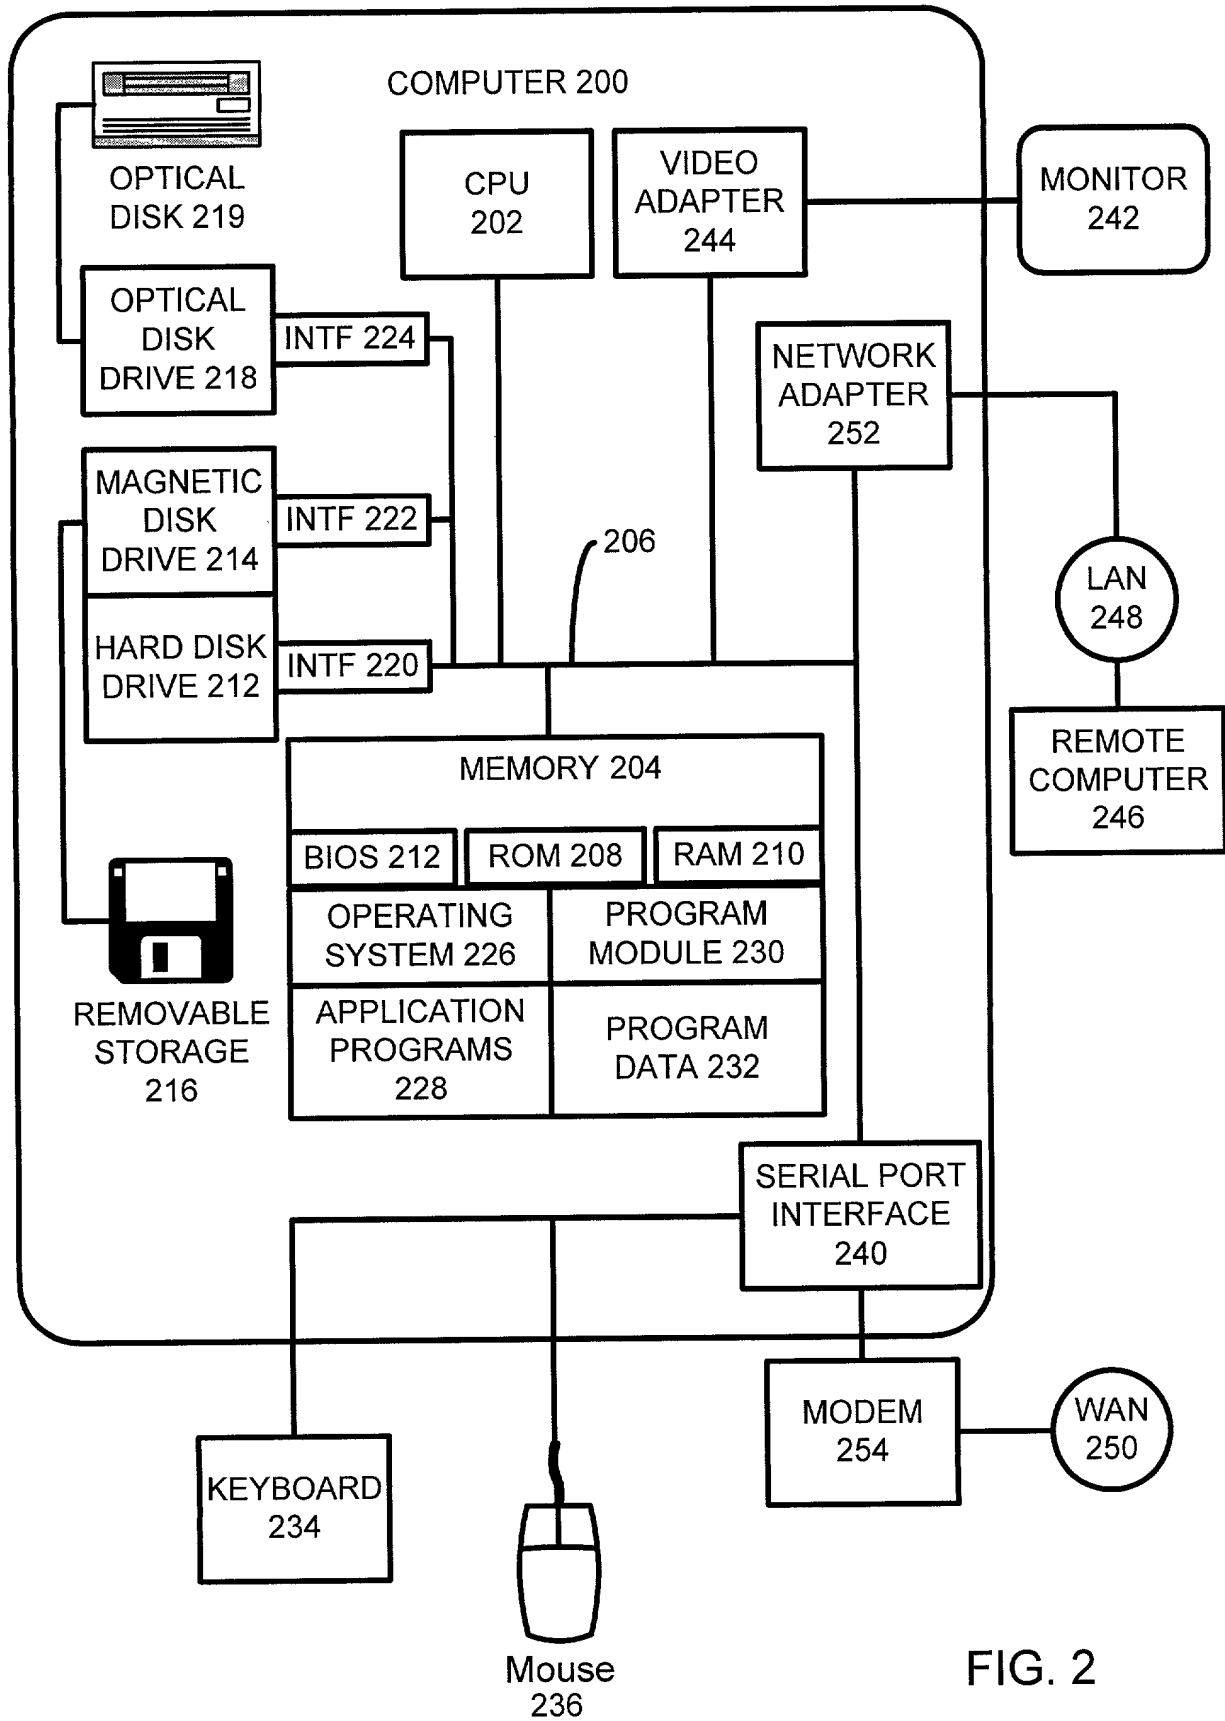 COMPUTER 200
OPTICAL
DISK 219
CPU
202
VIDEO
ADAPTER
244
MONITOR
242
OPTICAL
DISK
DRIVE 218
INTF 224
NETWORK
ADAPTER
252
MAGNETIC
DISK
DRIVE 214
INTF 222
206
LAN
248
HARD DISK
DRIVE 212
INTF 220
REMOTE
COMPUTER
246
MEMORY 204
BIOS 212
ROM 208
RAM 210
OPERATING
SYSTEM 226
PROGRAM
MODULE 230
APPLICATION
PROGRAMS
228
PROGRAM
DATA 232
REMOVABLE
STORAGE
216
SERIAL PORT
INTERFACE
240
MODEM
254
WAN
250
KEYBOARD
234
Mouse
236
FIG. 2